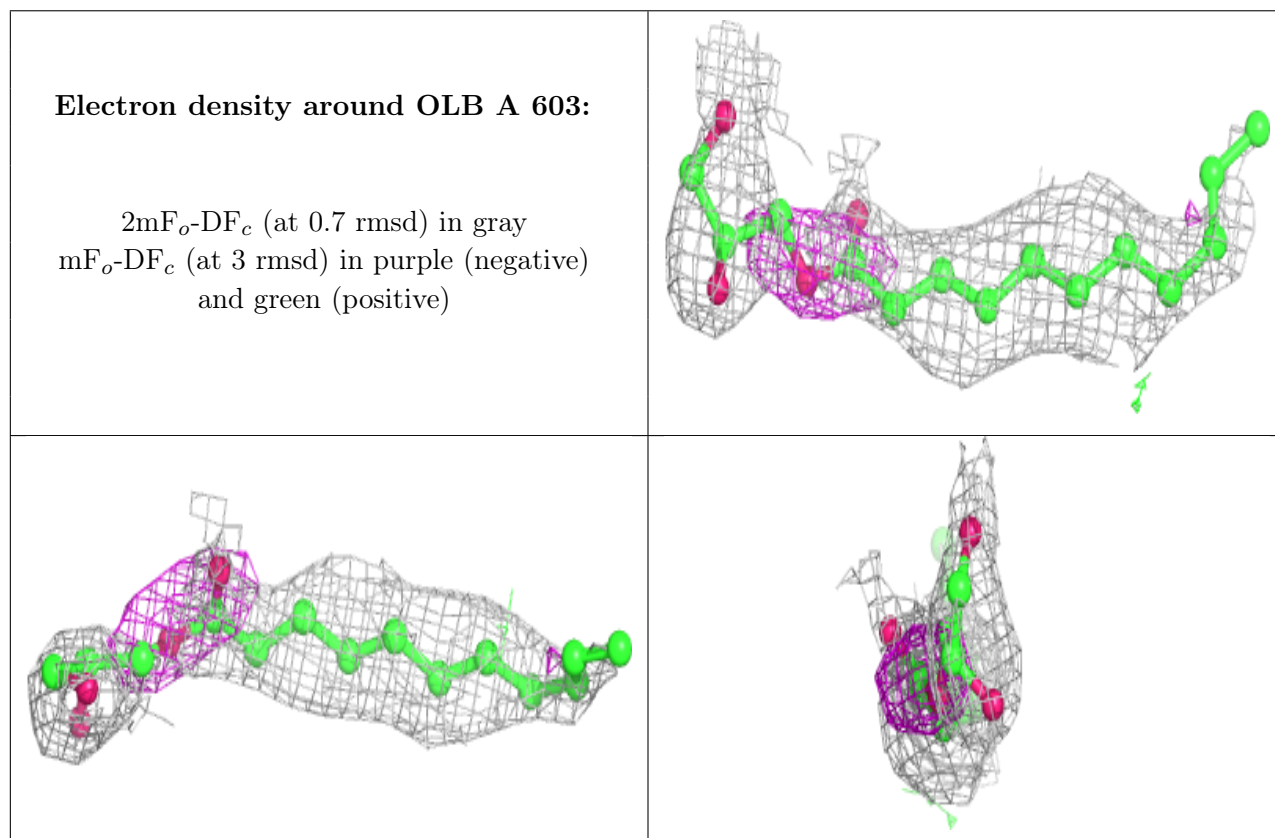 Electron density around OLB A 603:
2mFo-DFc (at 0.7 rmsd) in gray
mFo-DFc (at 3 rmsd) in purple (negative)
and green (positive)